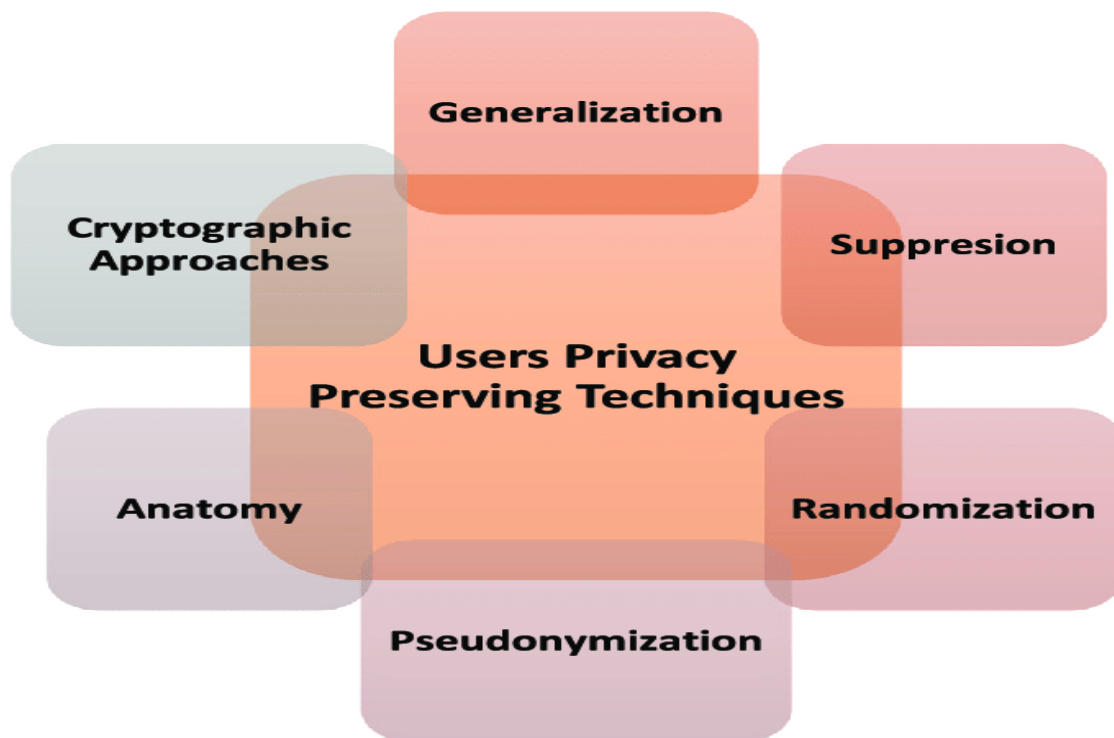 Generalization
Cryptographic
Approaches
Suppresion
Users Privacy
Preserving Techniques
Anatomy
Randomization
Pseudonymization